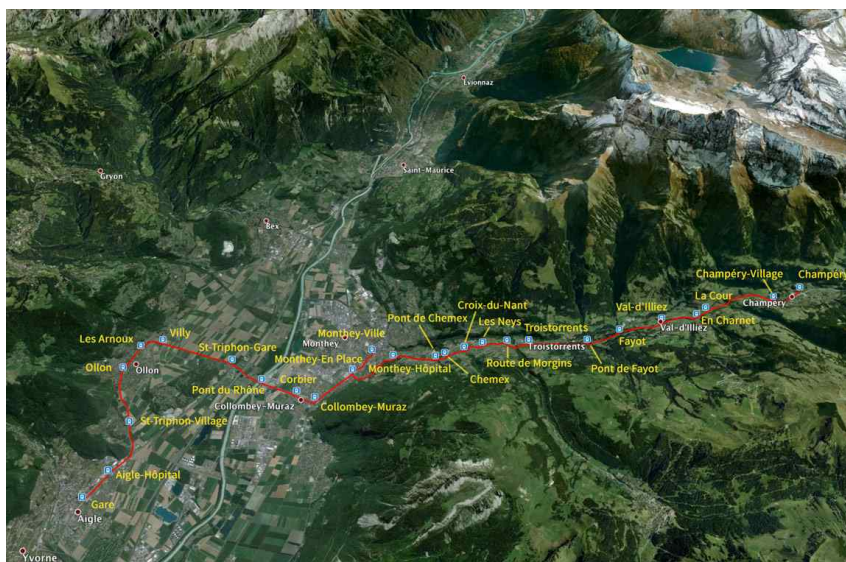 Evionnaz
Saint-Maurice
Gryon
Bex
Champéry-Village
Champéry
La Cour
Champéry
Croix-du-Nant
Val-d'Illiez
Pont de Chemex
En Charnet
Les Neys
Troistorrents
Val-d'Illiez
Villy
Monthey-Ville
Les Arnoux
Monthey
Fayot
St-Triphon-Gare
Troistorrents
Monthey-En Place
Route de Morgins
Ollon
Ollon
Monthey-Hôpital
Pont de Fayot
Chemex
Corbier
Pont du Rhône
Collombey-Muraz
Collombey-Muraz
St-Triphon-Village
Aigle-Hôpital
Gare
Aigle
Yvorne